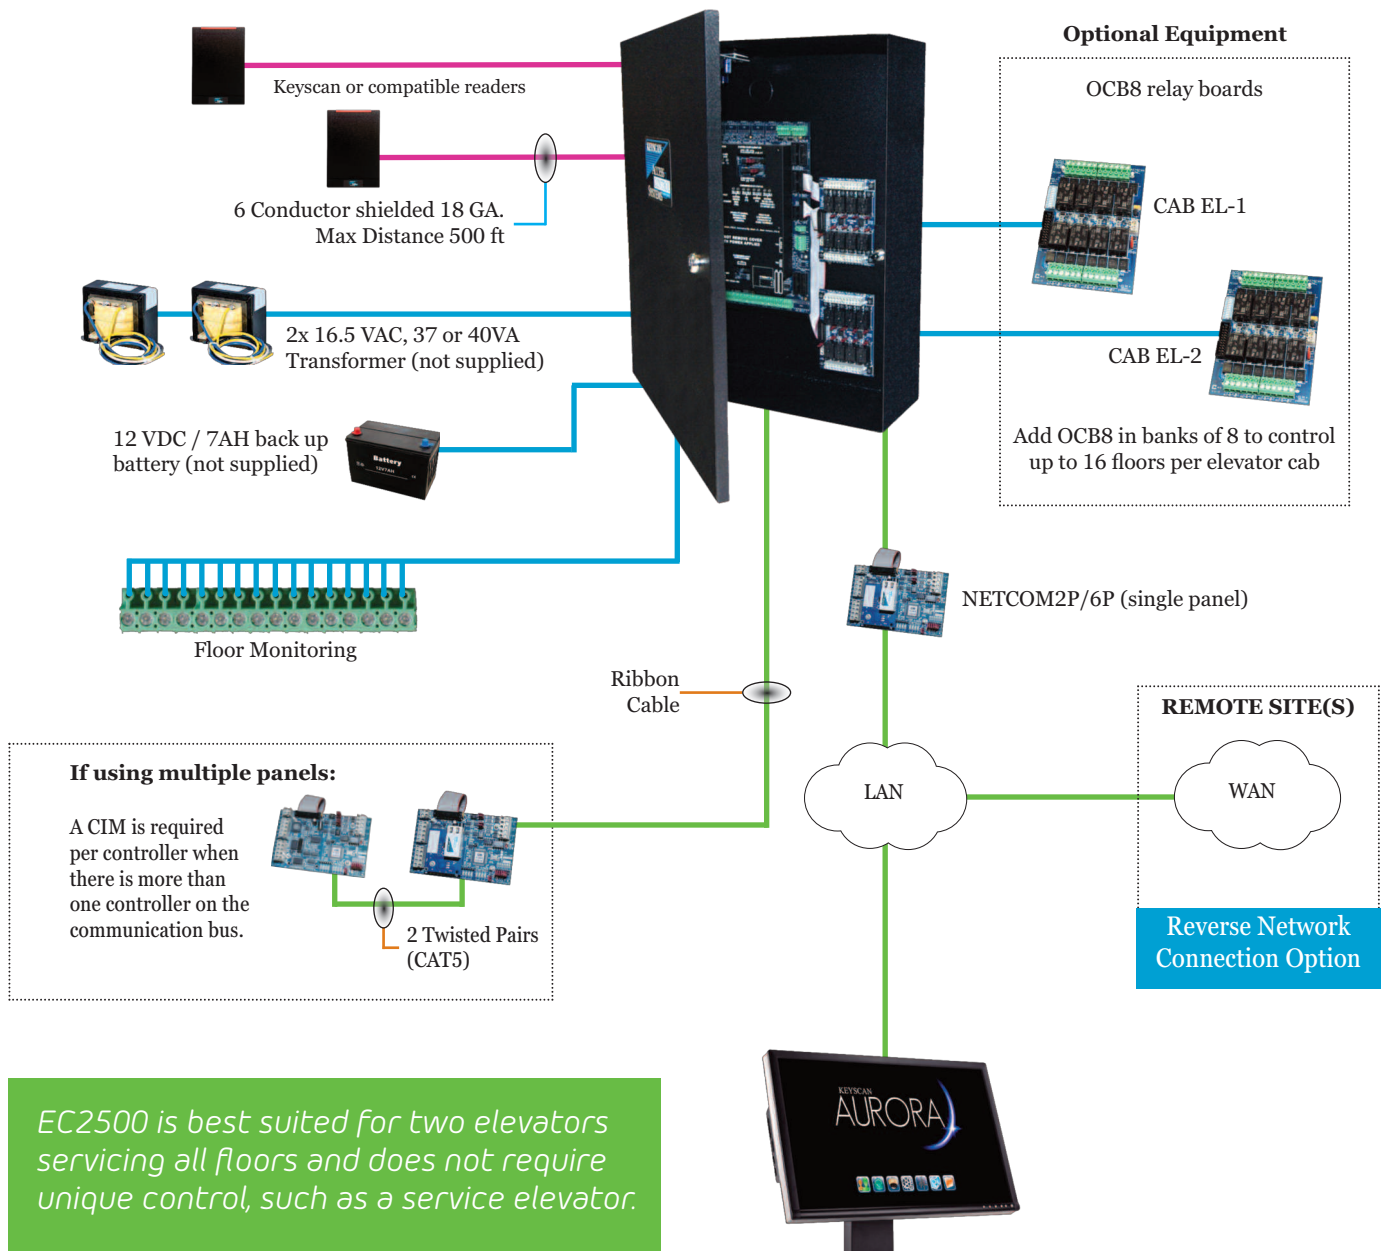 Optional Equipment
OCB8 relay boards
Keyscan or compatible readers
6 Conductor shielded 18 GA.
Max Distance 500 ft
CAB EL-1
2x 16.5 VAC, 37 or 40VA
Transformer (not supplied)
CAB EL-2
12 VDC / 7AH back up
battery (not supplied)
Battery
12V7AH
Add OCB8 in banks of 8 to control
up to 16 floors per elevator cab
NETCOM2P/6P (single panel)
Floor Monitoring
Ribbon
Cable
REMOTE SITE(S)
LAN
WAN
Reverse Network
Connection Option
If using multiple panels:
A CIM is required
per controller when
there is more than
one controller on the
communication bus.
2 Twisted Pairs
(CAT5)
KEYSCAN
AURORA
EC2500 is best suited for two elevators
servicing all floors and does not require
unique control, such as a service elevator.